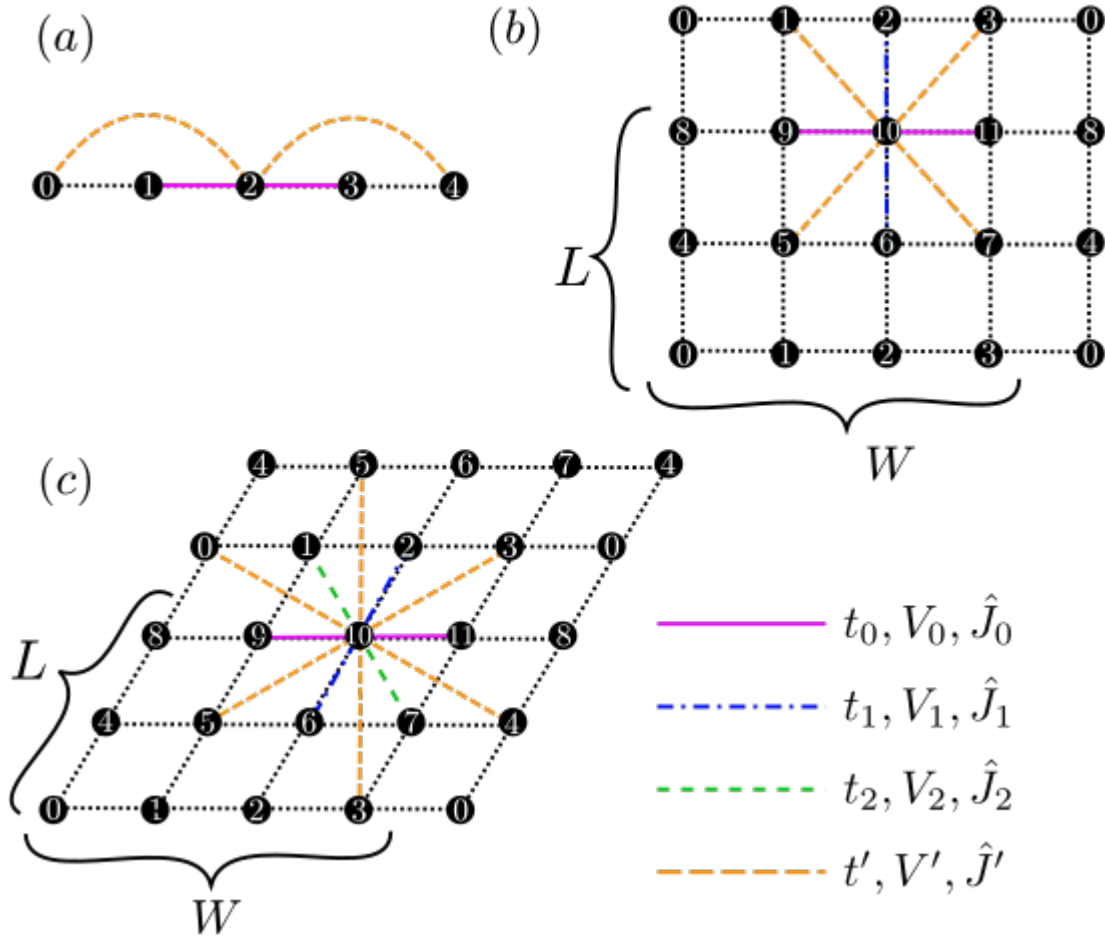 (a)
0 1 2 3 4
(b)
0 1 2 3 0
8 9 10 11 8
4 5 6 7 4
0 1 2 3 0
L
W
(c)
4 5 6 7 4
0 1 2 3 0
8 9 10 11 8
4 5 6 7 4
0 1 2 3 0
L
W
t₀, V₀, Ĵ₀
t₁, V₁, Ĵ₁
t₂, V₂, Ĵ₂
t′, V′, Ĵ′